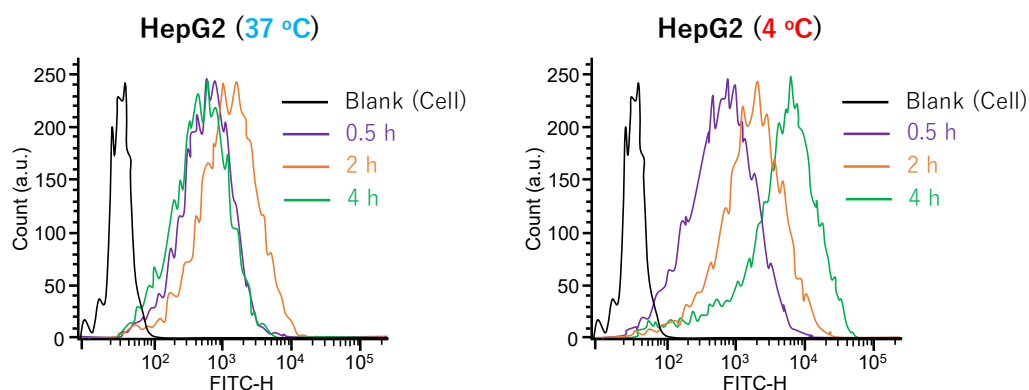 HepG2 (37 °C)
250
200
150
100
50
0
Count (a.u.)
10²
10³
10⁴
10⁵
FITC-H
Blank (Cell)
0.5 h
2 h
4 h
HepG2 (4 °C)
250
200
150
100
50
0
Count (a.u.)
10²
10³
10⁴
10⁵
FITC-H
Blank (Cell)
0.5 h
2 h
4 h